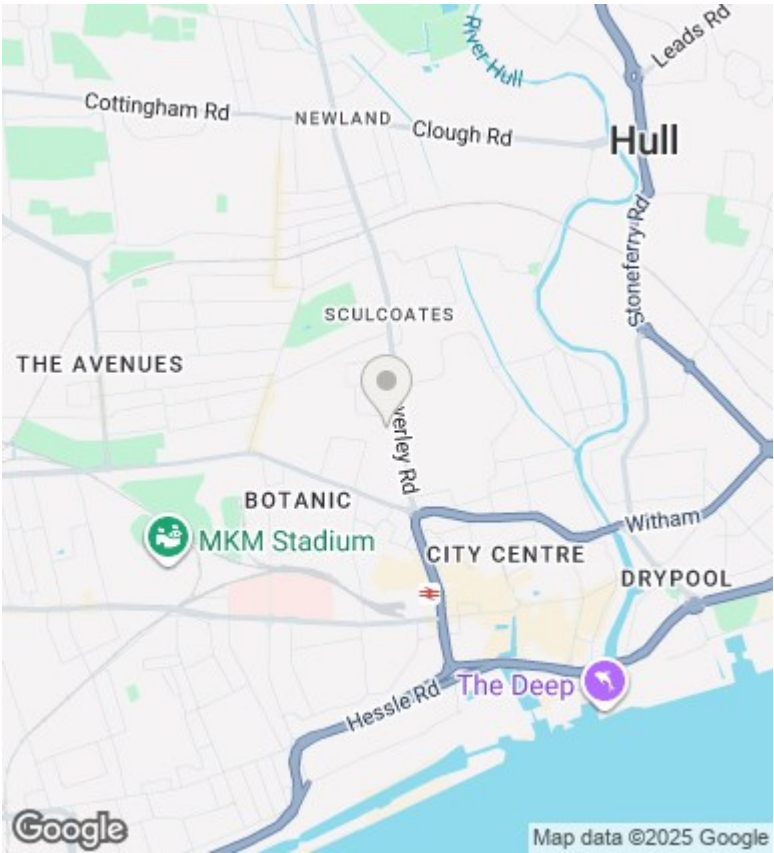 Leads Rd
River Hull
Cottingham Rd
NEWLAND
Clough Rd
Hull
Stoneferry Rd
SCULCOATES
THE AVENUES
verley Rd
BOTANIC
MKM Stadium
Witham
CITY CENTRE
DRYPOOL
The Deep
Hessle Rd
Google
Map data ©2025 Google